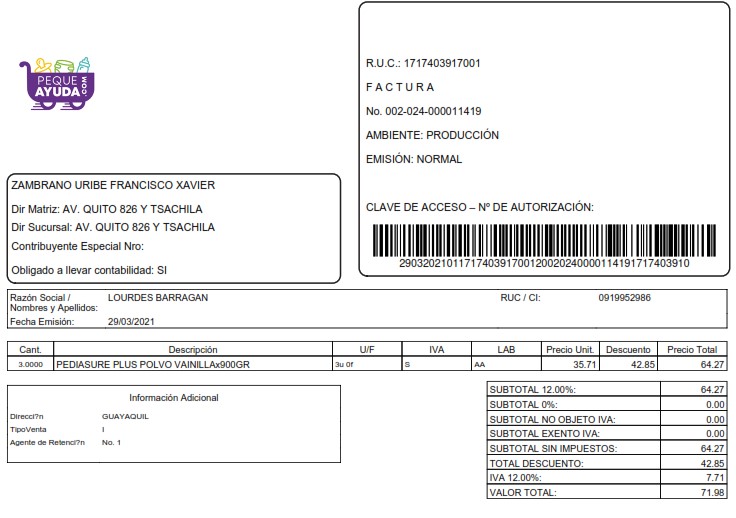 PEQUE
AYUDA.COM
R.U.C.: 1717403917001
F A C T U R A
No. 002-024-000011419
AMBIENTE: PRODUCCIÓN
EMISIÓN: NORMAL
CLAVE DE ACCESO – Nº DE AUTORIZACIÓN:
2903202101171740391700120020240000114191717403910
ZAMBRANO URIBE FRANCISCO XAVIER
Dir Matriz: AV. QUITO 826 Y TSACHILA
Dir Sucursal: AV. QUITO 826 Y TSACHILA
Contribuyente Especial Nro:
Obligado a llevar contabilidad: SI
Razón Social / Nombres y Apellidos: LOURDES BARRAGAN RUC / CI: 0919952986
Fecha Emisión: 29/03/2021
Cant. Descripción U/F IVA LAB Precio Unit. Descuento Precio Total
3.0000 PEDIASURE PLUS POLVO VAINILLAx900GR 3u 0f S AA 35.71 42.85 64.27
Información Adicional
Direcci?n GUAYAQUIL
TipoVenta I
Agente de Retenci?n No. 1
SUBTOTAL 12.00%: 64.27
SUBTOTAL 0%: 0.00
SUBTOTAL NO OBJETO IVA: 0.00
SUBTOTAL EXENTO IVA: 0.00
SUBTOTAL SIN IMPUESTOS: 64.27
TOTAL DESCUENTO: 42.85
IVA 12.00%: 7.71
VALOR TOTAL: 71.98